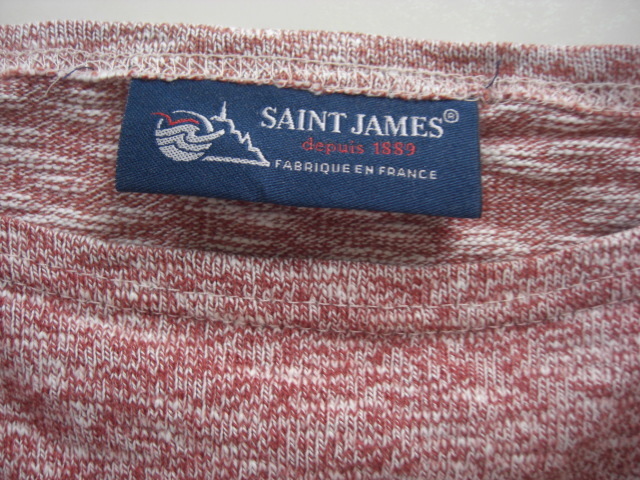 SAINT JAMES®
depuis 1889
FABRIQUE EN FRANCE